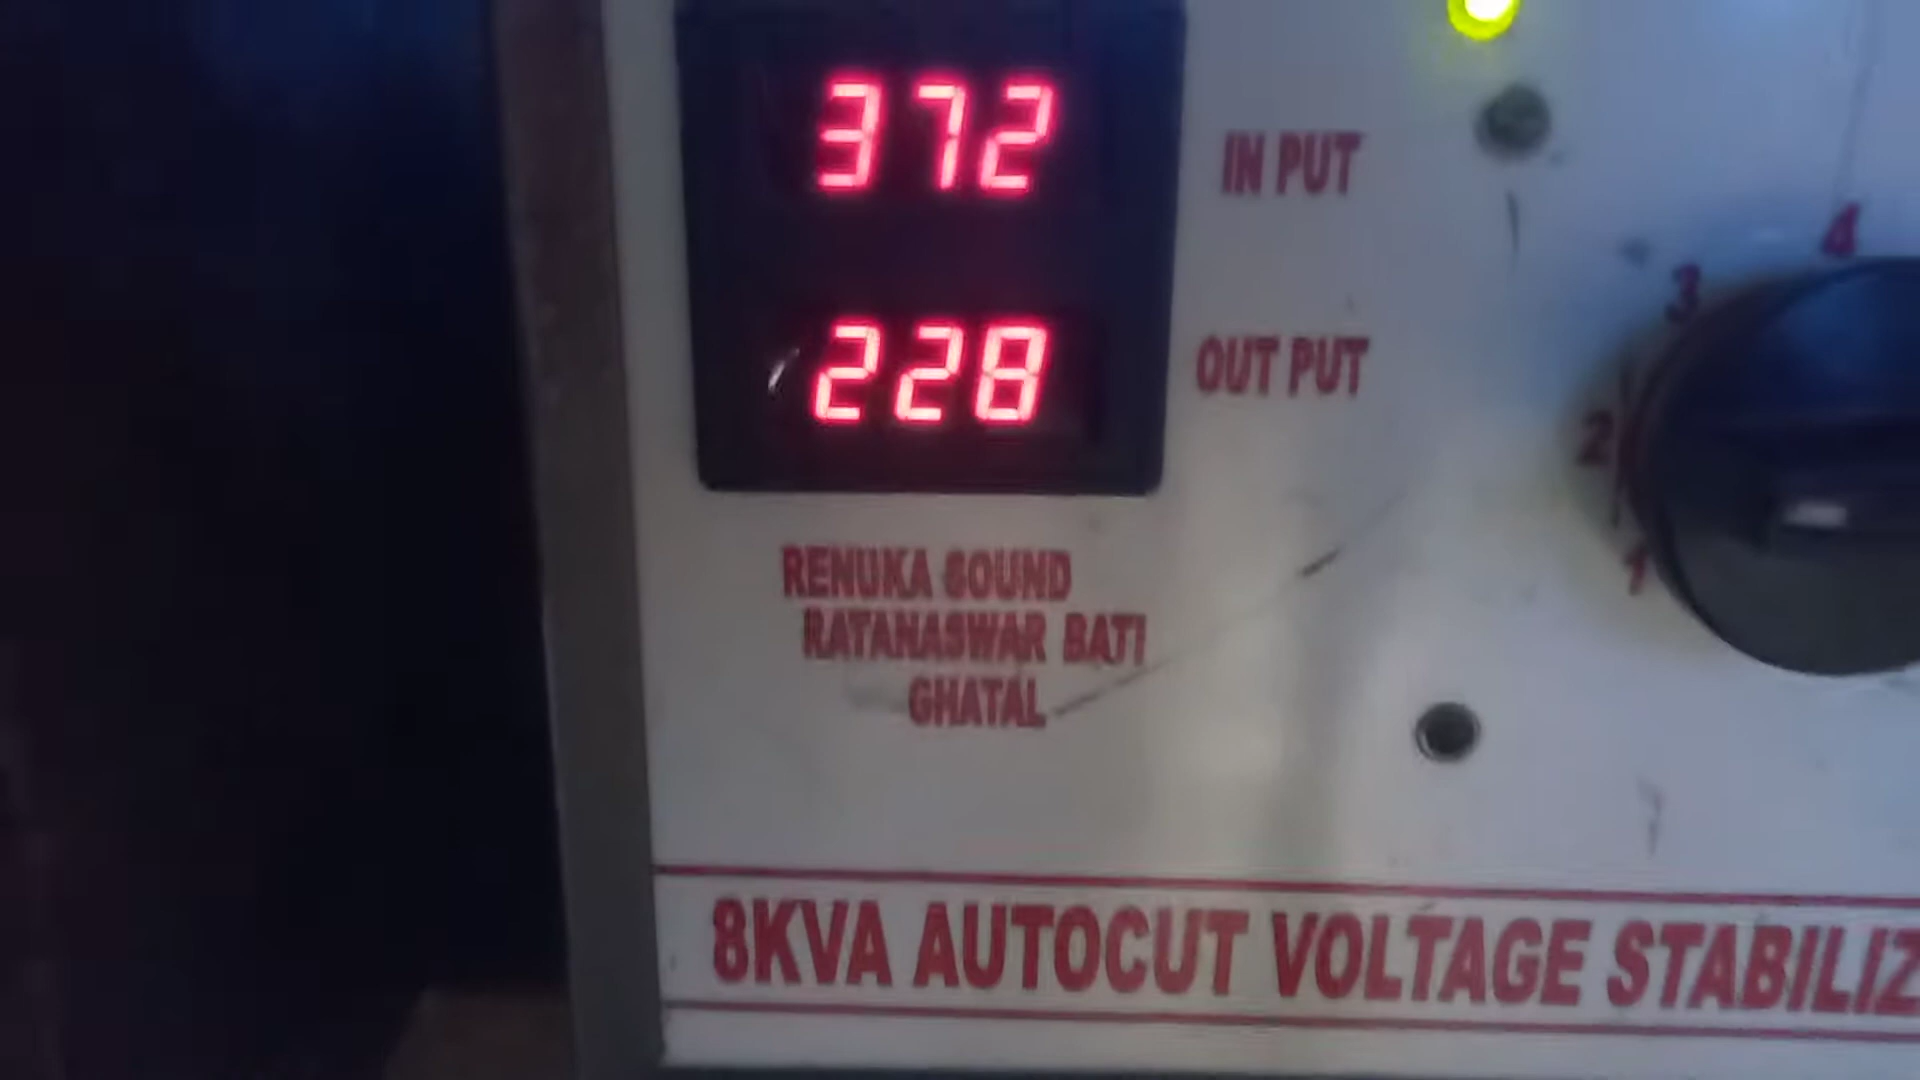 372
IN PUT
228
OUT PUT
4
3
2
1
RENUKA SOUND
RATANASWAR BATI
GHATAL
8KVA AUTOCUT VOLTAGE STABILIZ